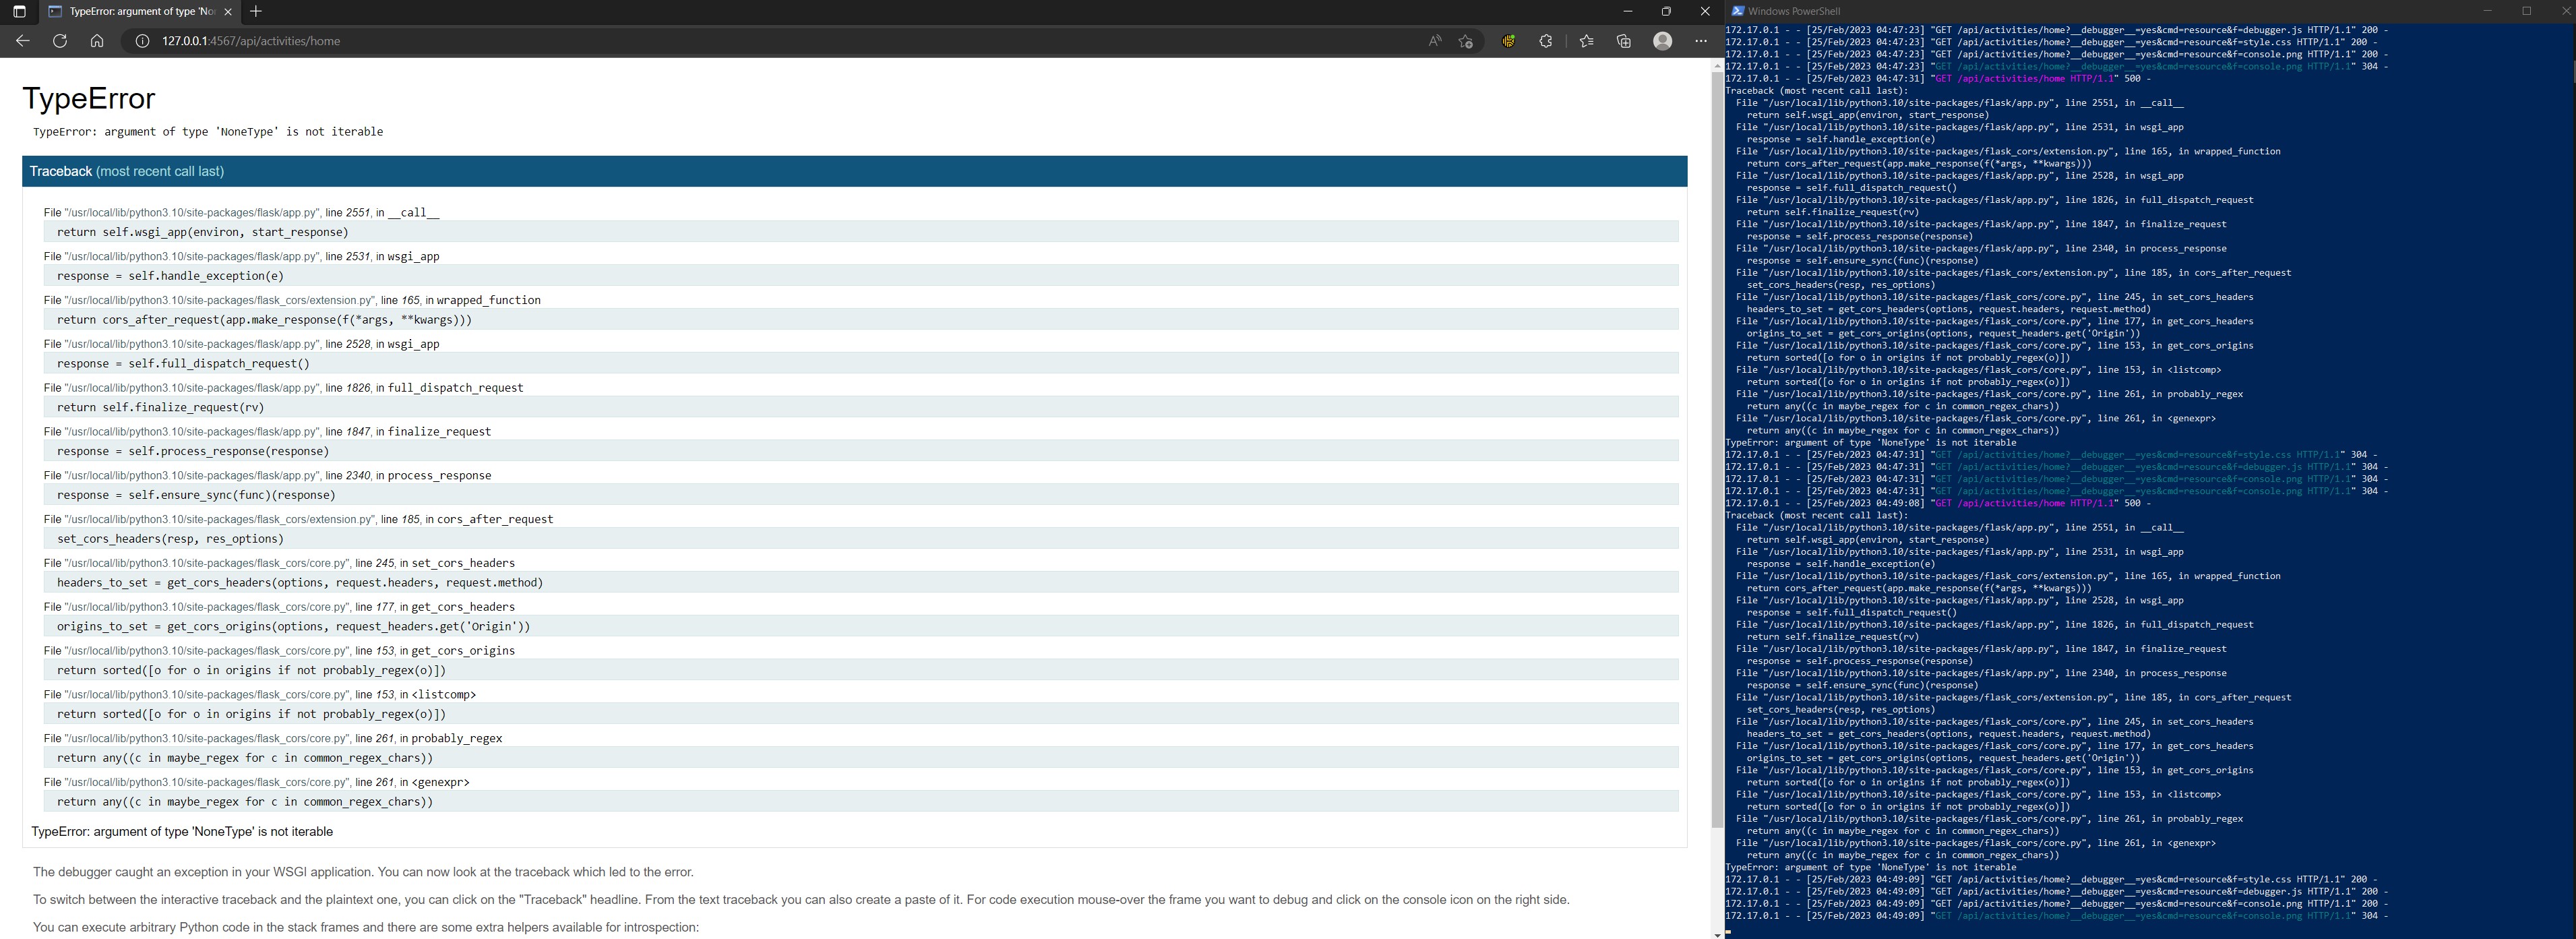 TypeError: argument of type 'No
127.0.0.1:4567/api/activities/home
TypeError
TypeError: argument of type 'NoneType' is not iterable
Traceback (most recent call last)
File "/usr/local/lib/python3.10/site-packages/flask/app.py", line 2551, in __call__
return self.wsgi_app(environ, start_response)
File "/usr/local/lib/python3.10/site-packages/flask/app.py", line 2531, in wsgi_app
response = self.handle_exception(e)
File "/usr/local/lib/python3.10/site-packages/flask_cors/extension.py", line 165, in wrapped_function
return cors_after_request(app.make_response(f(*args, **kwargs)))
File "/usr/local/lib/python3.10/site-packages/flask/app.py", line 2528, in wsgi_app
response = self.full_dispatch_request()
File "/usr/local/lib/python3.10/site-packages/flask/app.py", line 1826, in full_dispatch_request
return self.finalize_request(rv)
File "/usr/local/lib/python3.10/site-packages/flask/app.py", line 1847, in finalize_request
response = self.process_response(response)
File "/usr/local/lib/python3.10/site-packages/flask/app.py", line 2340, in process_response
response = self.ensure_sync(func)(response)
File "/usr/local/lib/python3.10/site-packages/flask_cors/extension.py", line 185, in cors_after_request
set_cors_headers(resp, res_options)
File "/usr/local/lib/python3.10/site-packages/flask_cors/core.py", line 245, in set_cors_headers
headers_to_set = get_cors_headers(options, request.headers, request.method)
File "/usr/local/lib/python3.10/site-packages/flask_cors/core.py", line 177, in get_cors_headers
origins_to_set = get_cors_origins(options, request_headers.get('Origin'))
File "/usr/local/lib/python3.10/site-packages/flask_cors/core.py", line 153, in get_cors_origins
return sorted([o for o in origins if not probably_regex(o)])
File "/usr/local/lib/python3.10/site-packages/flask_cors/core.py", line 153, in <listcomp>
return sorted([o for o in origins if not probably_regex(o)])
File "/usr/local/lib/python3.10/site-packages/flask_cors/core.py", line 261, in probably_regex
return any((c in maybe_regex for c in common_regex_chars))
File "/usr/local/lib/python3.10/site-packages/flask_cors/core.py", line 261, in <genexpr>
return any((c in maybe_regex for c in common_regex_chars))
TypeError: argument of type 'NoneType' is not iterable
The debugger caught an exception in your WSGI application. You can now look at the traceback which led to the error.
To switch between the interactive traceback and the plaintext one, you can click on the "Traceback" headline. From the text traceback you can also create a paste of it. For code execution mouse-over the frame you want to debug and click on the console icon on the right side.
You can execute arbitrary Python code in the stack frames and there are some extra helpers available for introspection:
Windows PowerShell
172.17.0.1 - - [25/Feb/2023 04:47:23] "GET /api/activities/home?__debugger__=yes&cmd=resource&f=debugger.js HTTP/1.1" 200 -
172.17.0.1 - - [25/Feb/2023 04:47:23] "GET /api/activities/home?__debugger__=yes&cmd=resource&f=style.css HTTP/1.1" 200 -
172.17.0.1 - - [25/Feb/2023 04:47:23] "GET /api/activities/home?__debugger__=yes&cmd=resource&f=console.png HTTP/1.1" 200 -
172.17.0.1 - - [25/Feb/2023 04:47:23] "GET /api/activities/home?__debugger__=yes&cmd=resource&f=console.png HTTP/1.1" 304 -
172.17.0.1 - - [25/Feb/2023 04:47:31] "GET /api/activities/home HTTP/1.1" 500 -
Traceback (most recent call last):
File "/usr/local/lib/python3.10/site-packages/flask/app.py", line 2551, in __call__
return self.wsgi_app(environ, start_response)
File "/usr/local/lib/python3.10/site-packages/flask/app.py", line 2531, in wsgi_app
response = self.handle_exception(e)
File "/usr/local/lib/python3.10/site-packages/flask_cors/extension.py", line 165, in wrapped_function
return cors_after_request(app.make_response(f(*args, **kwargs)))
File "/usr/local/lib/python3.10/site-packages/flask/app.py", line 2528, in wsgi_app
response = self.full_dispatch_request()
File "/usr/local/lib/python3.10/site-packages/flask/app.py", line 1826, in full_dispatch_request
return self.finalize_request(rv)
File "/usr/local/lib/python3.10/site-packages/flask/app.py", line 1847, in finalize_request
response = self.process_response(response)
File "/usr/local/lib/python3.10/site-packages/flask/app.py", line 2340, in process_response
response = self.ensure_sync(func)(response)
File "/usr/local/lib/python3.10/site-packages/flask_cors/extension.py", line 185, in cors_after_request
set_cors_headers(resp, res_options)
File "/usr/local/lib/python3.10/site-packages/flask_cors/core.py", line 245, in set_cors_headers
headers_to_set = get_cors_headers(options, request.headers, request.method)
File "/usr/local/lib/python3.10/site-packages/flask_cors/core.py", line 177, in get_cors_headers
origins_to_set = get_cors_origins(options, request_headers.get('Origin'))
File "/usr/local/lib/python3.10/site-packages/flask_cors/core.py", line 153, in get_cors_origins
return sorted([o for o in origins if not probably_regex(o)])
File "/usr/local/lib/python3.10/site-packages/flask_cors/core.py", line 153, in <listcomp>
return sorted([o for o in origins if not probably_regex(o)])
File "/usr/local/lib/python3.10/site-packages/flask_cors/core.py", line 261, in probably_regex
return any((c in maybe_regex for c in common_regex_chars))
File "/usr/local/lib/python3.10/site-packages/flask_cors/core.py", line 261, in <genexpr>
return any((c in maybe_regex for c in common_regex_chars))
TypeError: argument of type 'NoneType' is not iterable
172.17.0.1 - - [25/Feb/2023 04:47:31] "GET /api/activities/home?__debugger__=yes&cmd=resource&f=style.css HTTP/1.1" 304 -
172.17.0.1 - - [25/Feb/2023 04:47:31] "GET /api/activities/home?__debugger__=yes&cmd=resource&f=debugger.js HTTP/1.1" 304 -
172.17.0.1 - - [25/Feb/2023 04:47:31] "GET /api/activities/home?__debugger__=yes&cmd=resource&f=console.png HTTP/1.1" 304 -
172.17.0.1 - - [25/Feb/2023 04:47:31] "GET /api/activities/home?__debugger__=yes&cmd=resource&f=console.png HTTP/1.1" 304 -
172.17.0.1 - - [25/Feb/2023 04:49:08] "GET /api/activities/home HTTP/1.1" 500 -
Traceback (most recent call last):
File "/usr/local/lib/python3.10/site-packages/flask/app.py", line 2551, in __call__
return self.wsgi_app(environ, start_response)
File "/usr/local/lib/python3.10/site-packages/flask/app.py", line 2531, in wsgi_app
response = self.handle_exception(e)
File "/usr/local/lib/python3.10/site-packages/flask_cors/extension.py", line 165, in wrapped_function
return cors_after_request(app.make_response(f(*args, **kwargs)))
File "/usr/local/lib/python3.10/site-packages/flask/app.py", line 2528, in wsgi_app
response = self.full_dispatch_request()
File "/usr/local/lib/python3.10/site-packages/flask/app.py", line 1826, in full_dispatch_request
return self.finalize_request(rv)
File "/usr/local/lib/python3.10/site-packages/flask/app.py", line 1847, in finalize_request
response = self.process_response(response)
File "/usr/local/lib/python3.10/site-packages/flask/app.py", line 2340, in process_response
response = self.ensure_sync(func)(response)
File "/usr/local/lib/python3.10/site-packages/flask_cors/extension.py", line 185, in cors_after_request
set_cors_headers(resp, res_options)
File "/usr/local/lib/python3.10/site-packages/flask_cors/core.py", line 245, in set_cors_headers
headers_to_set = get_cors_headers(options, request.headers, request.method)
File "/usr/local/lib/python3.10/site-packages/flask_cors/core.py", line 177, in get_cors_headers
origins_to_set = get_cors_origins(options, request_headers.get('Origin'))
File "/usr/local/lib/python3.10/site-packages/flask_cors/core.py", line 153, in get_cors_origins
return sorted([o for o in origins if not probably_regex(o)])
File "/usr/local/lib/python3.10/site-packages/flask_cors/core.py", line 153, in <listcomp>
return sorted([o for o in origins if not probably_regex(o)])
File "/usr/local/lib/python3.10/site-packages/flask_cors/core.py", line 261, in probably_regex
return any((c in maybe_regex for c in common_regex_chars))
File "/usr/local/lib/python3.10/site-packages/flask_cors/core.py", line 261, in <genexpr>
return any((c in maybe_regex for c in common_regex_chars))
TypeError: argument of type 'NoneType' is not iterable
172.17.0.1 - - [25/Feb/2023 04:49:09] "GET /api/activities/home?__debugger__=yes&cmd=resource&f=style.css HTTP/1.1" 200 -
172.17.0.1 - - [25/Feb/2023 04:49:09] "GET /api/activities/home?__debugger__=yes&cmd=resource&f=debugger.js HTTP/1.1" 200 -
172.17.0.1 - - [25/Feb/2023 04:49:09] "GET /api/activities/home?__debugger__=yes&cmd=resource&f=console.png HTTP/1.1" 200 -
172.17.0.1 - - [25/Feb/2023 04:49:09] "GET /api/activities/home?__debugger__=yes&cmd=resource&f=console.png HTTP/1.1" 304 -